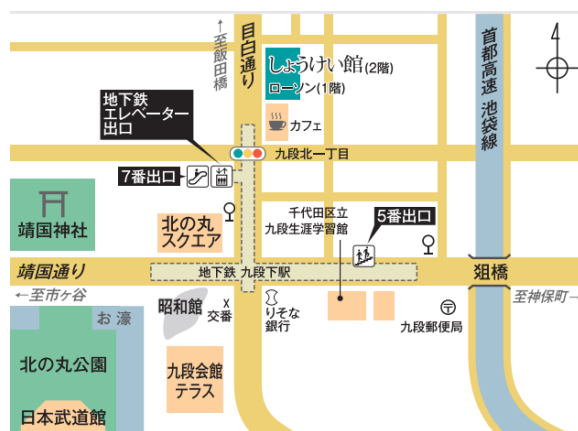 ←至飯田橋
目白通り
しょうけい館(2階)
ローソン(1階)
カフェ
首都高速 池袋線
4
地下鉄
エレベーター
出口
九段北一丁目
7番出口
靖国神社
北の丸
スクエア
千代田区立
九段生涯学習館
5番出口
靖国通り
地下鉄 九段下駅
俎橋
←至市ヶ谷
至神保町→
お濠
昭和館
X
交番
りそな
銀行
〒
九段郵便局
北の丸公園
九段会館
テラス
日本武道館